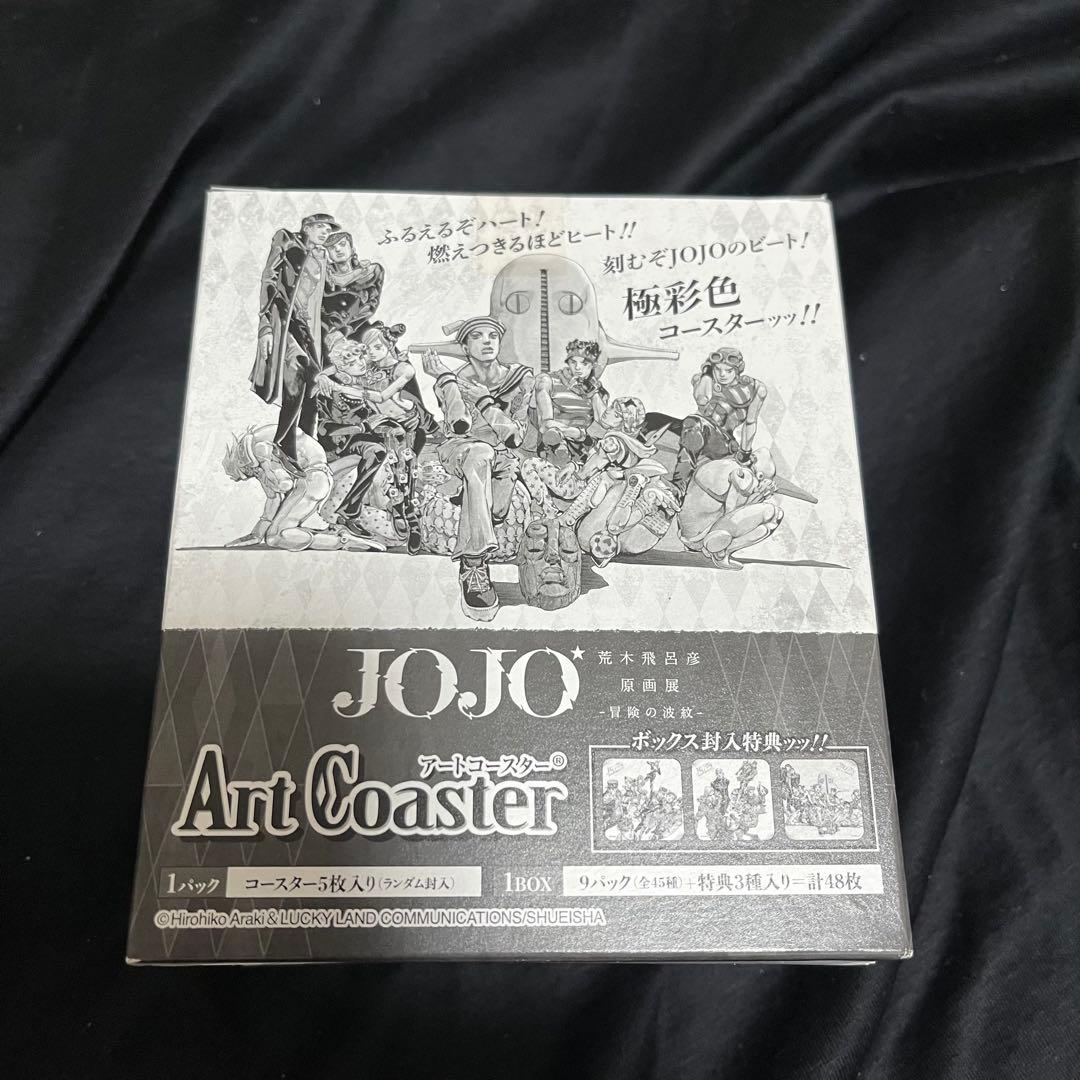 ふるえるぞハート!
燃えつきるほどヒート!!
刻むぞJOJOのビート!
極彩色
コースターッッ!!
JOJO★
荒木飛呂彦
原画展
-冒険の波紋-
アートコースター®
Art Coaster
ボックス封入特典ッッ!!
1パック コースター5枚入り(ランダム封入) 1BOX 9パック(全45種)+特典3種入り=計48枚
©Hirohiko Araki & LUCKY LAND COMMUNICATIONS/SHUEISHA